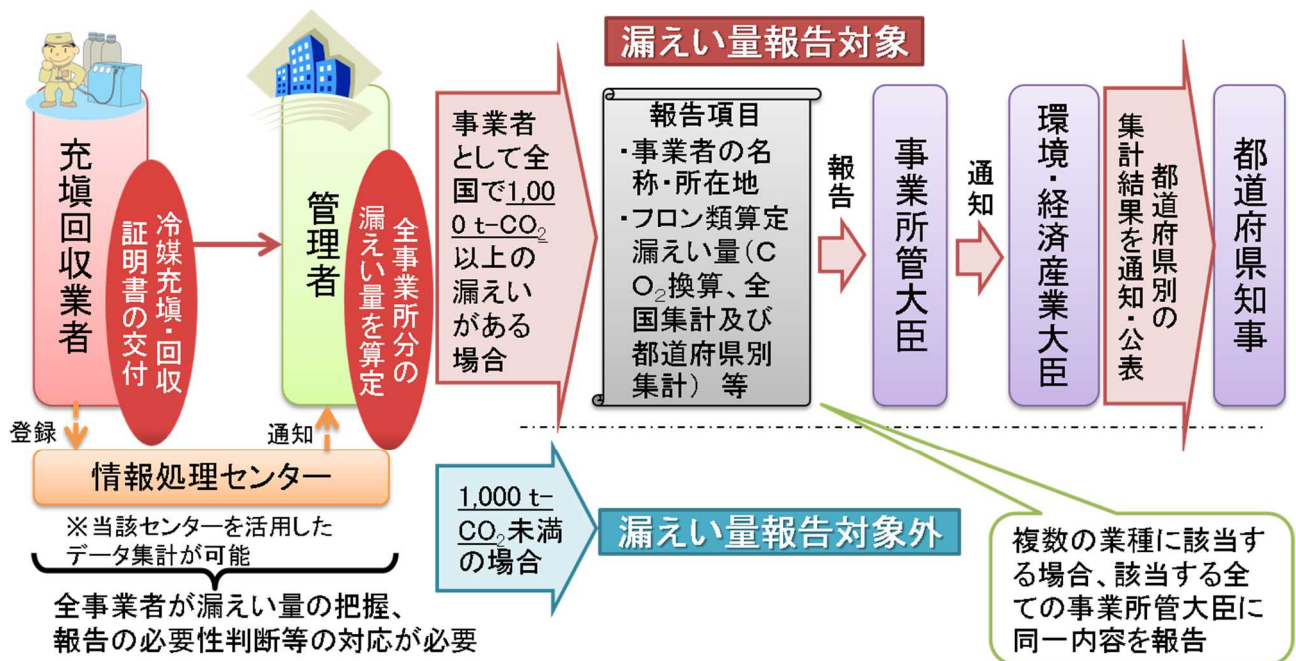 漏えい量報告対象
充塡回収業者
冷媒充塡・回収
証明書の交付
管理者
全事業所分の
漏えい量を算定
登録
通知
情報処理センター
※当該センターを活用した
データ集計が可能
全事業者が漏えい量の把握、
報告の必要性判断等の対応が必要
事業者
として全
国で1,00
0 t-CO₂
以上の
漏えい
がある
場合
報告項目
・事業者の名
称・所在地
・フロン類算定
漏えい量（C
O₂換算、全
国集計及び
都道府県別
集計） 等
報告
事業所管大臣
通知
環境・経済産業大臣
都道府県別の
集計結果を通知・公表
都道府県知事
1,000 t-
CO₂未満
の場合
漏えい量報告対象外
複数の業種に該当す
る場合、該当する全
ての事業所管大臣に
同一内容を報告